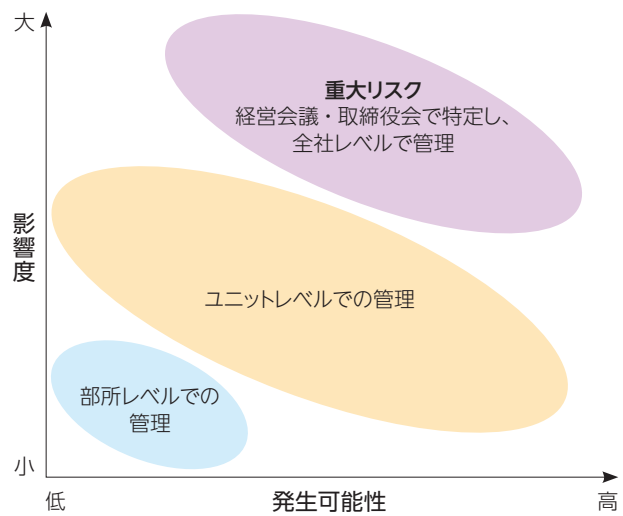 大
重大リスク
経営会議・取締役会で特定し、
全社レベルで管理
影響度
ユニットレベルでの管理
部所レベルでの
管理
小
低
発生可能性
高